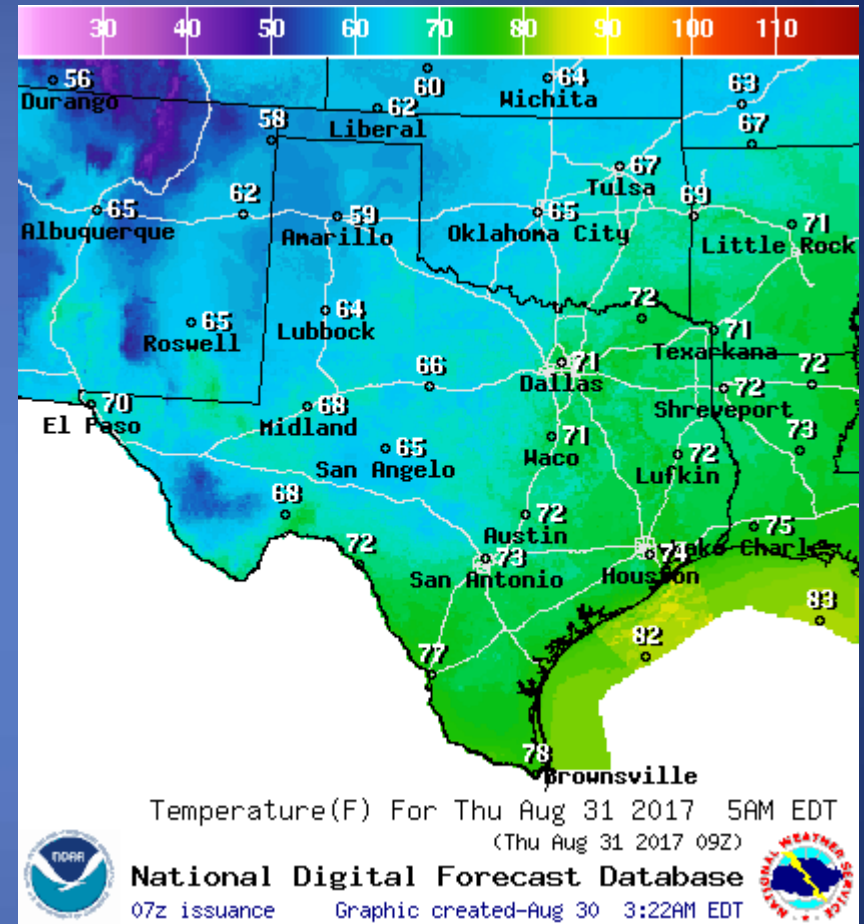 30 40 50 60 70 80 90 100 110
56
Durango
60
64
Wichita
63
62
Liberal
58
67
67
Tulsa
65
Albuquerque
62
59
Amarillo
65
Oklahoma City
69
71
Little Rock
65
Roswell
64
Lubbock
72
71
Texarkana
66
71
Dallas
72
Shreveport
72
70
El Paso
68
Midland
65
San Angelo
71
Waco
72
Lufkin
73
68
72
Austin
75
72
73
San Antonio
74
Houston
Lake Charles
83
82
77
78
Brownsville
Temperature(F) For Thu Aug 31 2017 5AM EDT
(Thu Aug 31 2017 09Z)
National Digital Forecast Database
07z issuance Graphic created-Aug 30 3:22AM EDT
NOAA
NATIONAL WEATHER SERVICE